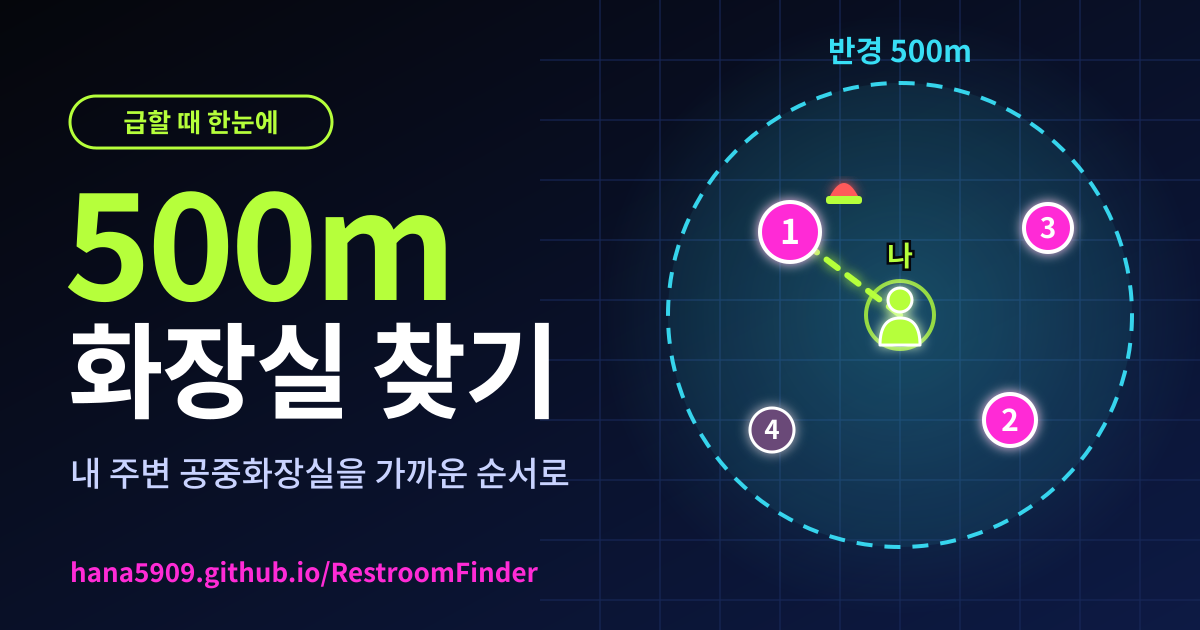 급할 때 한눈에
500m
화장실 찾기
내 주변 공중화장실을 가까운 순서로
hana5909.github.io/RestroomFinder
반경 500m
1
3
나
4
2